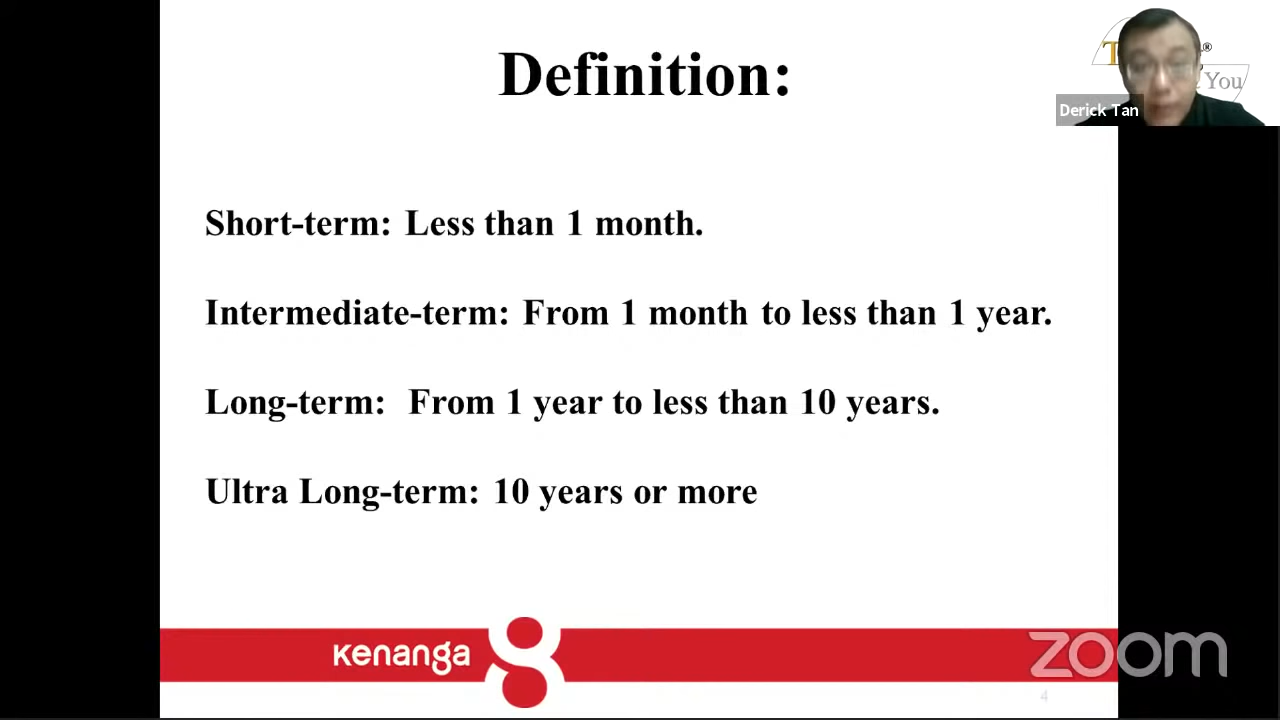 Definition:
You
Derick Tan
Short-term: Less than 1 month.
Intermediate-term: From 1 month to less than 1 year.
Long-term: From 1 year to less than 10 years.
Ultra Long-term: 10 years or more
Kenanga
zoom
4